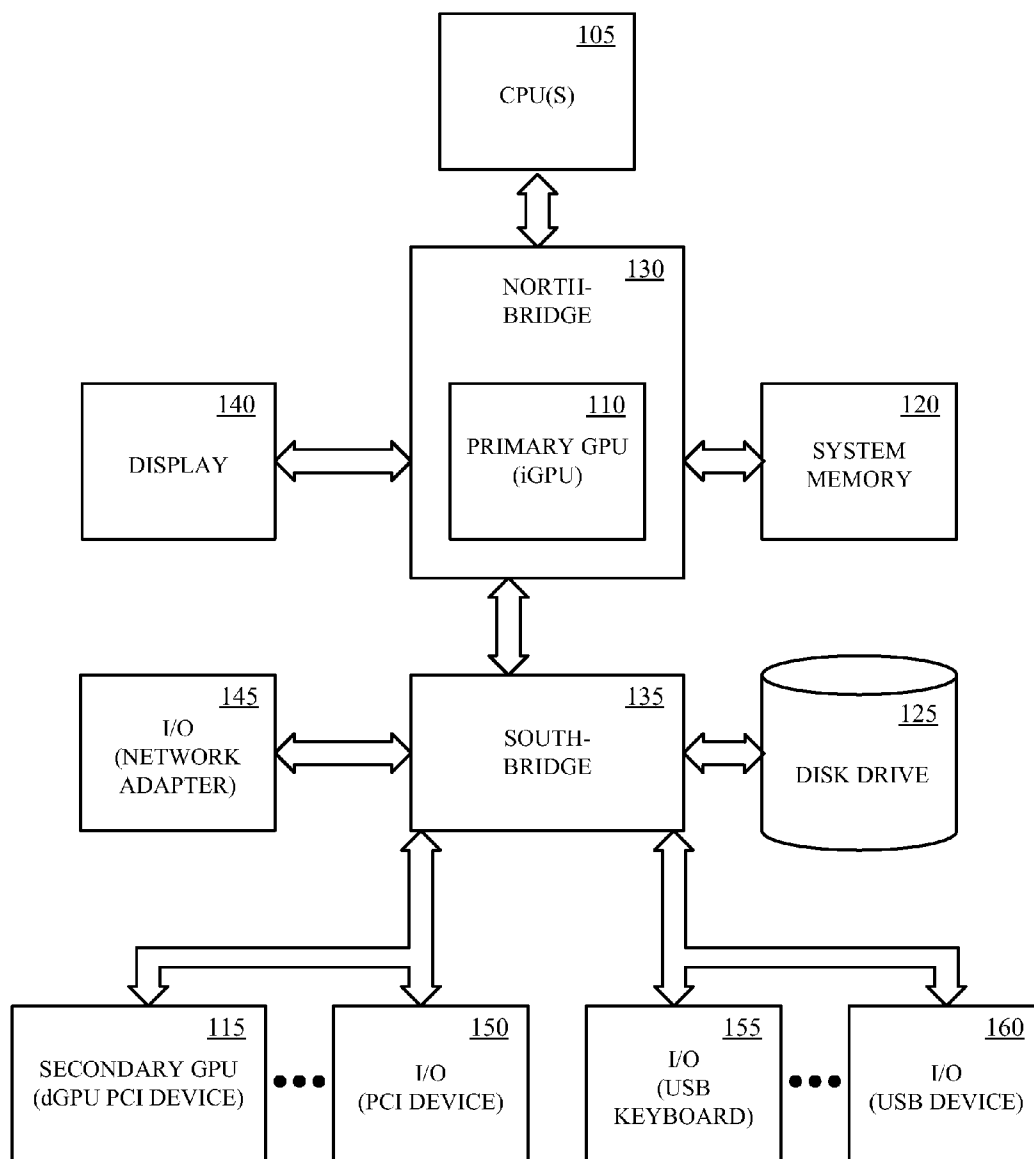 105
CPU(S)
130
NORTH-
BRIDGE
140
DISPLAY
110
PRIMARY GPU
(iGPU)
120
SYSTEM
MEMORY
145
I/O
(NETWORK
ADAPTER)
135
SOUTH-
BRIDGE
125
DISK DRIVE
115
SECONDARY GPU
(dGPU PCI DEVICE)
150
I/O
(PCI DEVICE)
155
I/O
(USB
KEYBOARD)
160
I/O
(USB DEVICE)